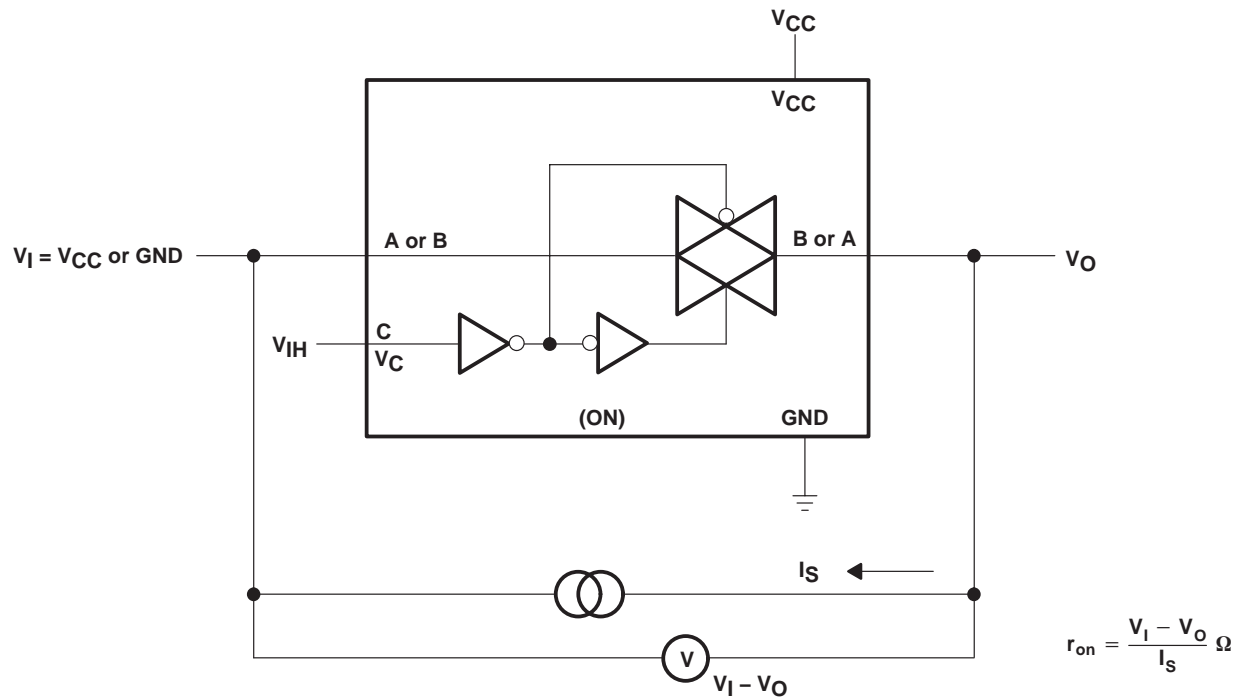 VCC
VCC
VI = VCC or GND
A or B
B or A
VO
VIH
C
VC
(ON)
GND
IS
V
VI – VO
ron = VI – VO / IS Ω